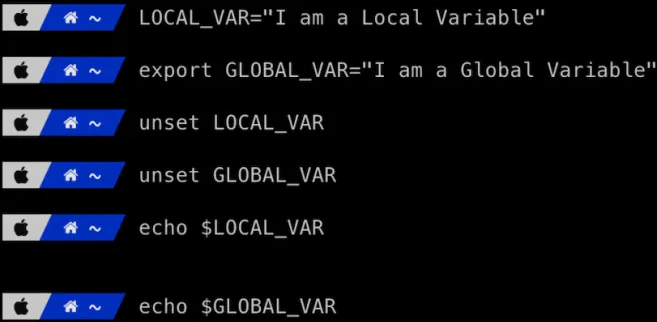 ~ LOCAL_VAR="I am a Local Variable"
~ export GLOBAL_VAR="I am a Global Variable"
~ unset LOCAL_VAR
~ unset GLOBAL_VAR
~ echo $LOCAL_VAR
~ echo $GLOBAL_VAR